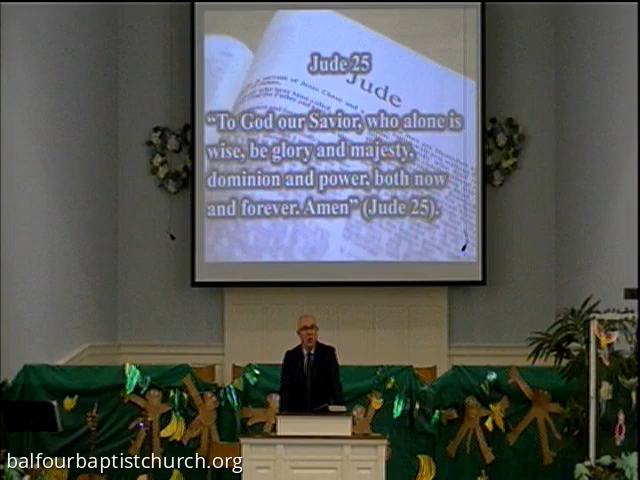 Jude 25
Jude
"To God our Savior, who alone is
wise, be glory and majesty,
dominion and power, both now
and forever. Amen" (Jude 25).
balfourbaptistchurch.org